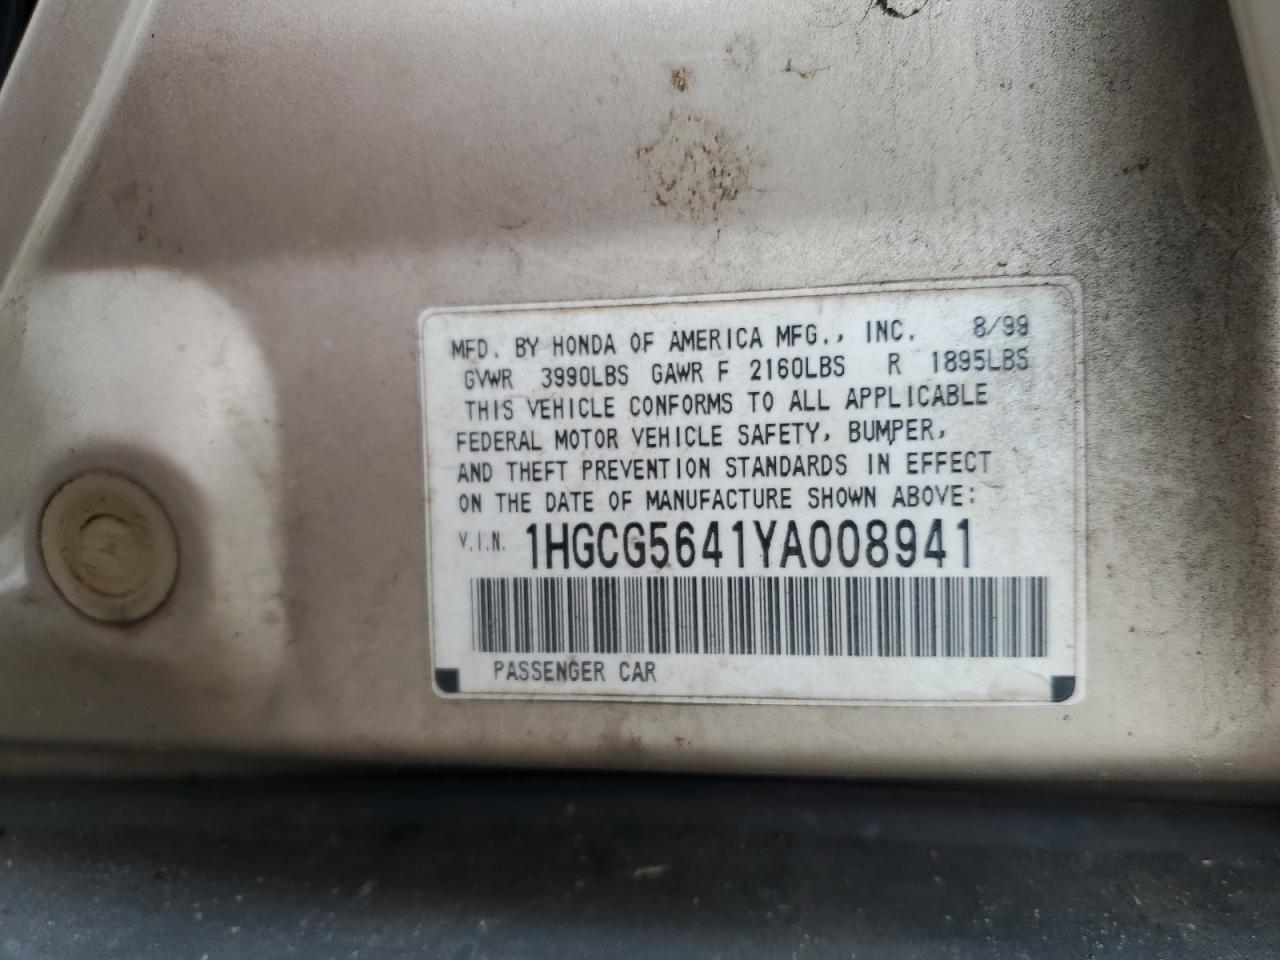 MFD. BY HONDA OF AMERICA MFG., INC. 8/99
GVWR 3990LBS GAWR F 2160LBS R 1895LBS
THIS VEHICLE CONFORMS TO ALL APPLICABLE
FEDERAL MOTOR VEHICLE SAFETY, BUMPER,
AND THEFT PREVENTION STANDARDS IN EFFECT
ON THE DATE OF MANUFACTURE SHOWN ABOVE:
V.I.N. 1HGCG5641YA008941
PASSENGER CAR